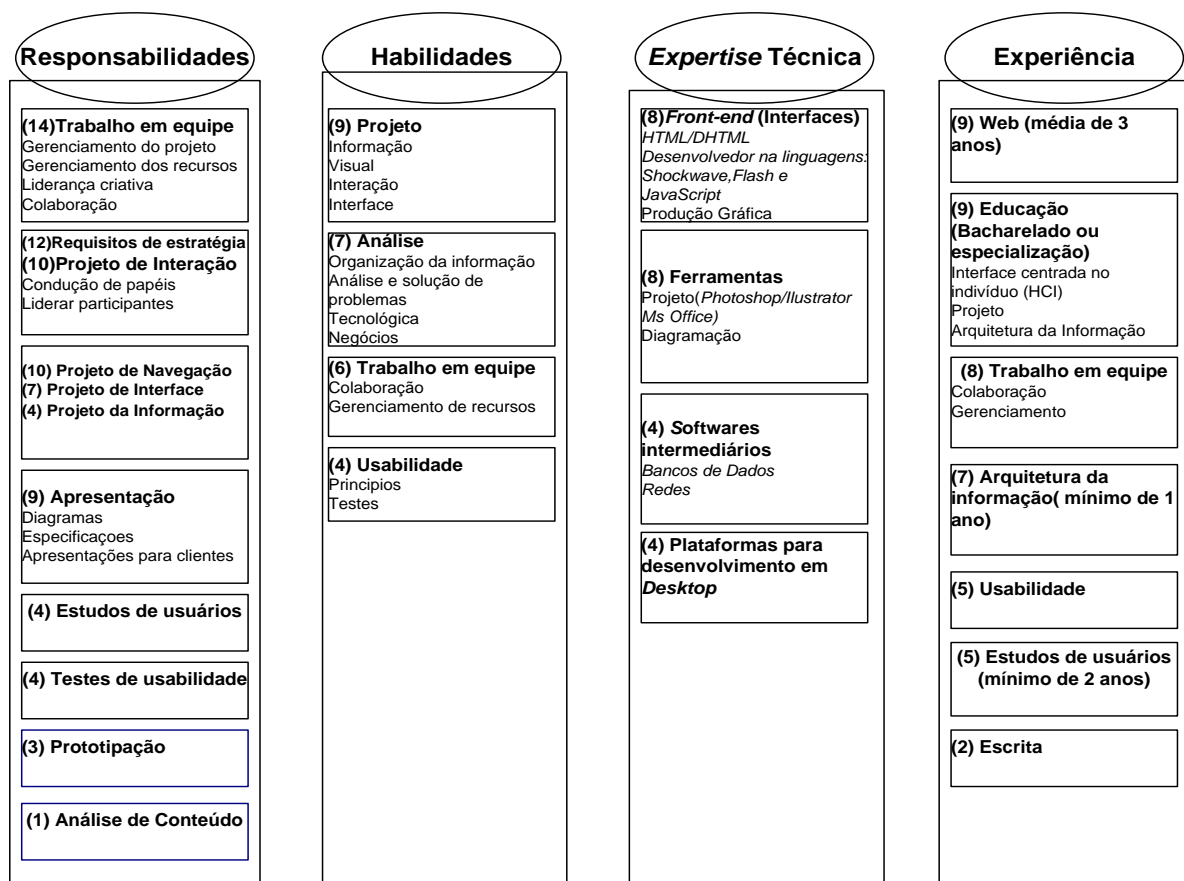 Responsabilidades
(14)Trabalho em equipe
Gerenciamento do projeto
Gerenciamento dos recursos
Liderança criativa
Colaboração
(12)Requisitos de estratégia
(10)Projeto de Interação
Condução de papéis
Liderar participantes
(10) Projeto de Navegação
(7) Projeto de Interface
(4) Projeto da Informação
(9) Apresentação
Diagramas
Especificaçoes
Apresentações para clientes
(4) Estudos de usuários
(4) Testes de usabilidade
(3) Prototipação
(1) Análise de Conteúdo
Habilidades
(9) Projeto
Informação
Visual
Interação
Interface
(7) Análise
Organização da informação
Análise e solução de
problemas
Tecnológica
Negócios
(6) Trabalho em equipe
Colaboração
Gerenciamento de recursos
(4) Usabilidade
Principios
Testes
Expertise Técnica
(8)Front-end (Interfaces)
HTML/DHTML
Desenvolvedor na linguagens:
Shockwave,Flash e
JavaScript
Produção Gráfica
(8) Ferramentas
Projeto(Photoshop/Ilustrator
Ms Office)
Diagramação
(4) Softwares
intermediários
Bancos de Dados
Redes
(4) Plataformas para
desenvolvimento em
Desktop
Experiência
(9) Web (média de 3
anos)
(9) Educação
(Bacharelado ou
especialização)
Interface centrada no
indivíduo (HCI)
Projeto
Arquitetura da Informação
(8) Trabalho em equipe
Colaboração
Gerenciamento
(7) Arquitetura da
informação( mínimo de 1
ano)
(5) Usabilidade
(5) Estudos de usuários
(mínimo de 2 anos)
(2) Escrita